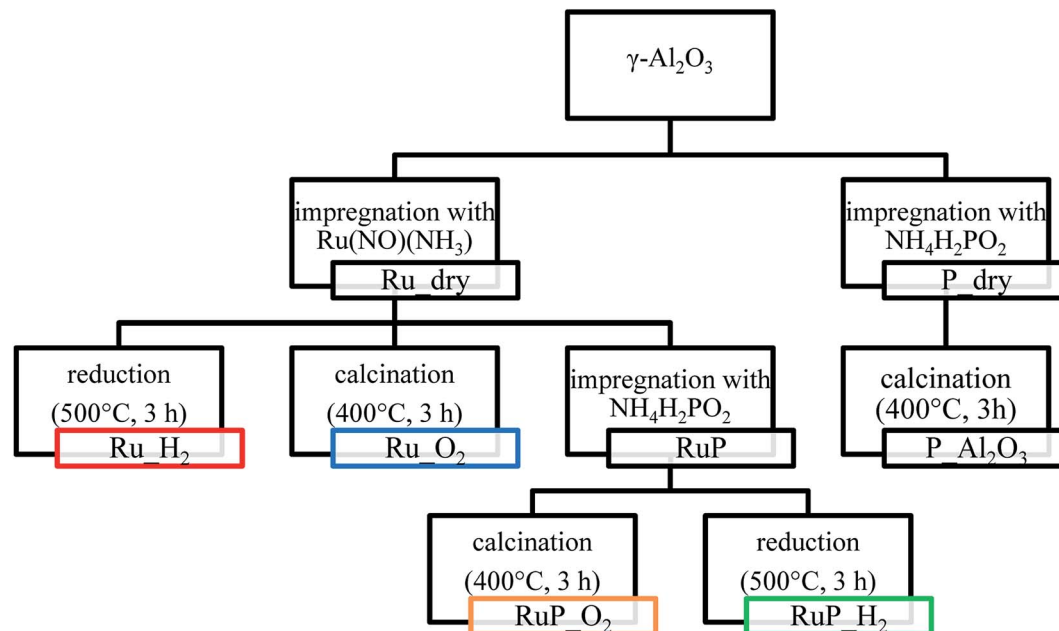 γ-Al₂O₃
impregnation with
Ru(NO)(NH₃)
Ru_dry
impregnation with
NH₄H₂PO₂
P_dry
reduction
(500°C, 3 h)
Ru_H₂
calcination
(400°C, 3 h)
Ru_O₂
impregnation with
NH₄H₂PO₂
RuP
calcination
(400°C, 3h)
P_Al₂O₃
calcination
(400°C, 3 h)
RuP_O₂
reduction
(500°C, 3 h)
RuP_H₂